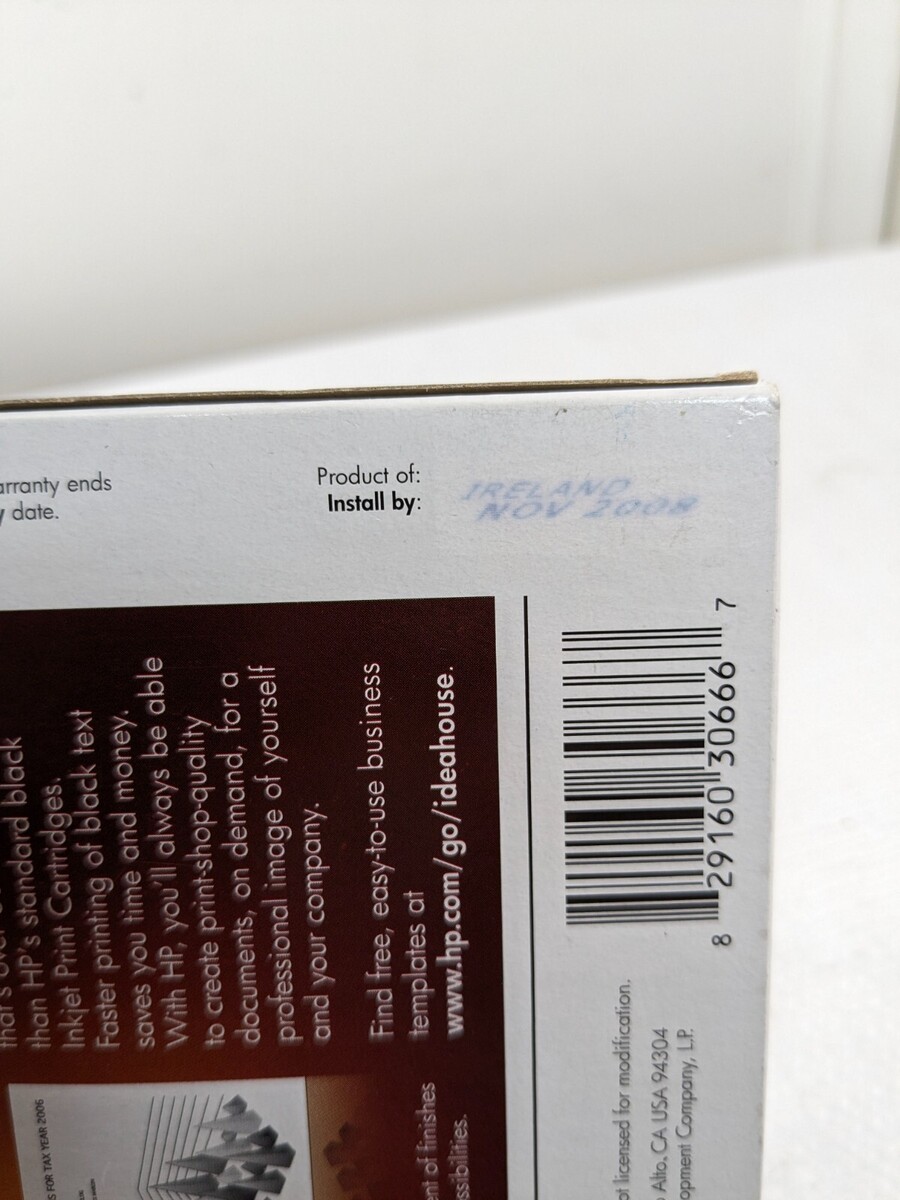 arranty ends
date.
Product of:
Install by:
IRELAND
NOV 2008
than HP's standard black
Inkjet Print Cartridges.
Faster printing of black text
saves you time and money.
With HP, you'll always be able
to create print-shop-quality
documents, on demand, for a
professional image of yourself
and your company.
Find free, easy-to-use business
templates at
www.hp.com/go/ideahouse.
8 29160 30666 7
S FOR TAX YEAR 2006
ent of finishes
ssibilities.
ot licensed for modification.
Alto, CA USA 94304
opment Company, L.P.